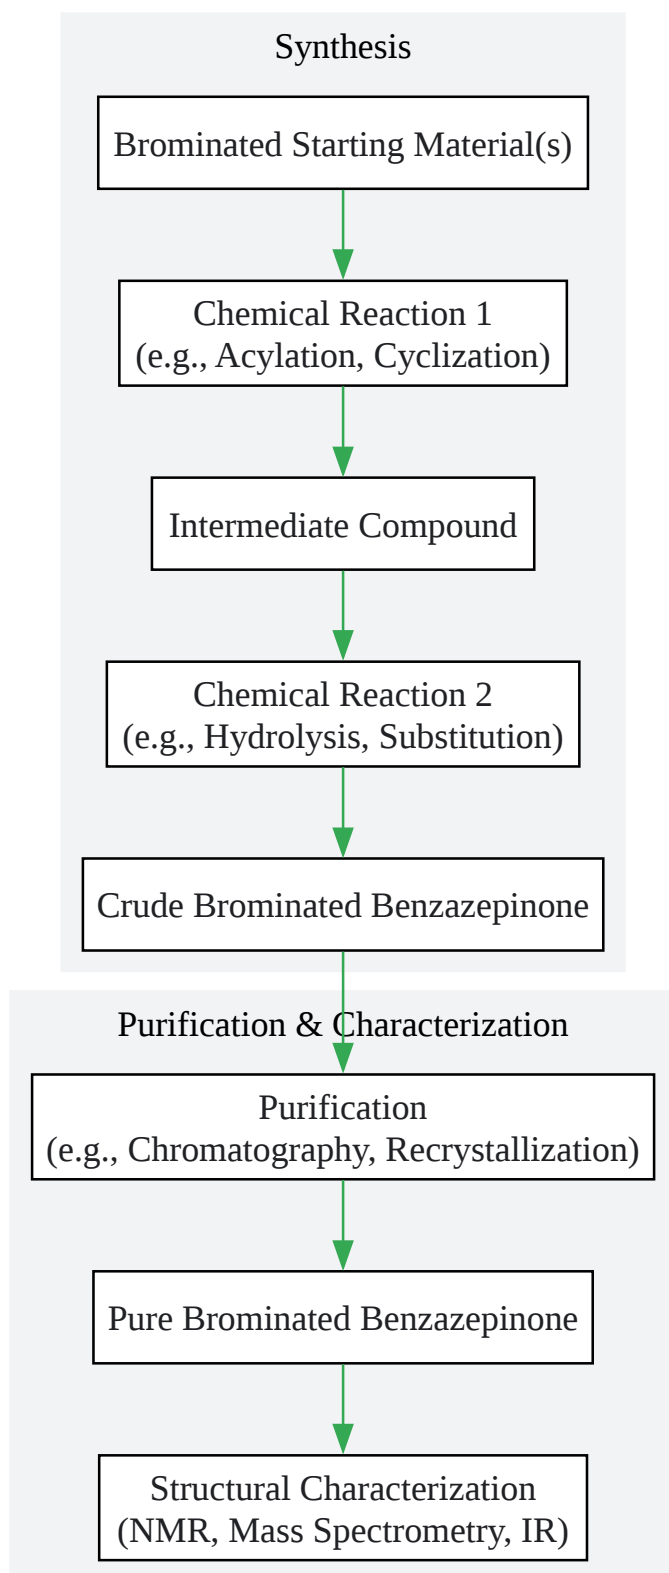 Synthesis
Brominated Starting Material(s)
Chemical Reaction 1
(e.g., Acylation, Cyclization)
Intermediate Compound
Chemical Reaction 2
(e.g., Hydrolysis, Substitution)
Crude Brominated Benzazepinone
Purification & Characterization
Purification
(e.g., Chromatography, Recrystallization)
Pure Brominated Benzazepinone
Structural Characterization
(NMR, Mass Spectrometry, IR)